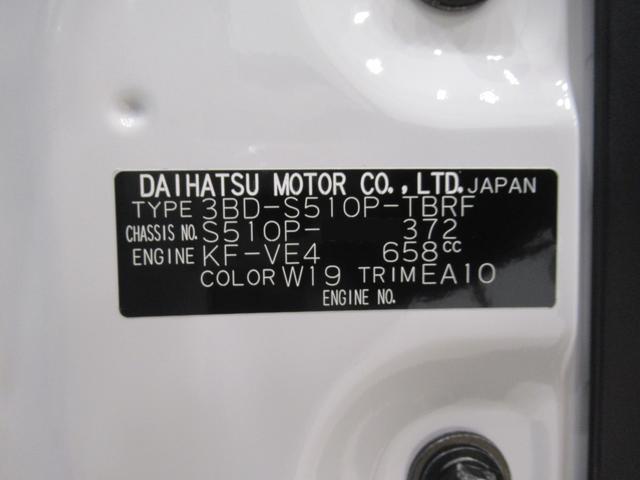 DAIHATSU MOTOR CO., LTD. JAPAN
TYPE 3BD-S510P-TBRF
CHASSIS NO. S510P- 372
ENGINE KF-VE4 658cc
COLOR W19 TRIM EA10
ENGINE NO.